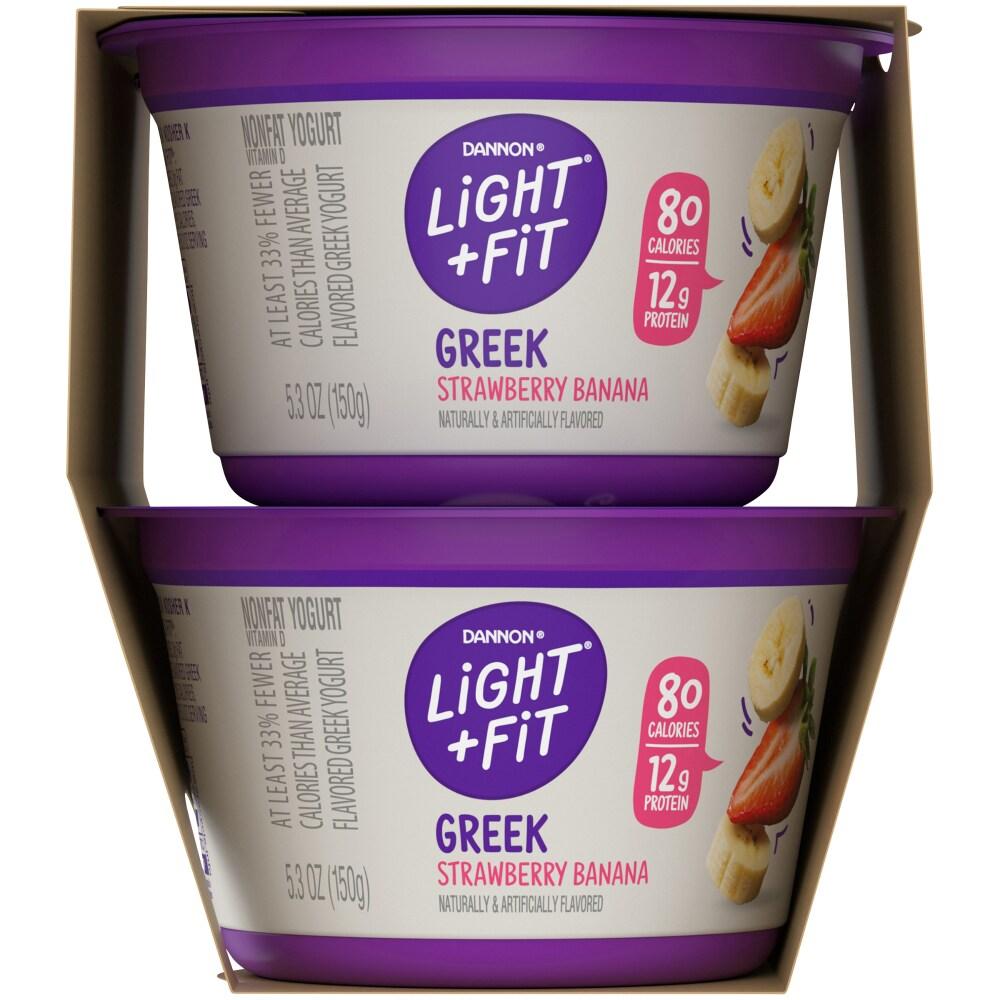 KOSHER K
NONFAT YOGURT
VITAMIN D
AT LEAST 33% FEWER
CALORIES THAN AVERAGE
FLAVORED GREEK YOGURT
5.3 OZ (150g)
DANNON®
LiGHT®
+FiT
GREEK
STRAWBERRY BANANA
NATURALLY & ARTIFICIALLY FLAVORED
80
CALORIES
12g
PROTEIN
KOSHER K
NONFAT YOGURT
VITAMIN D
AT LEAST 33% FEWER
CALORIES THAN AVERAGE
FLAVORED GREEK YOGURT
5.3 OZ (150g)
DANNON®
LiGHT®
+FiT
GREEK
STRAWBERRY BANANA
NATURALLY & ARTIFICIALLY FLAVORED
80
CALORIES
12g
PROTEIN